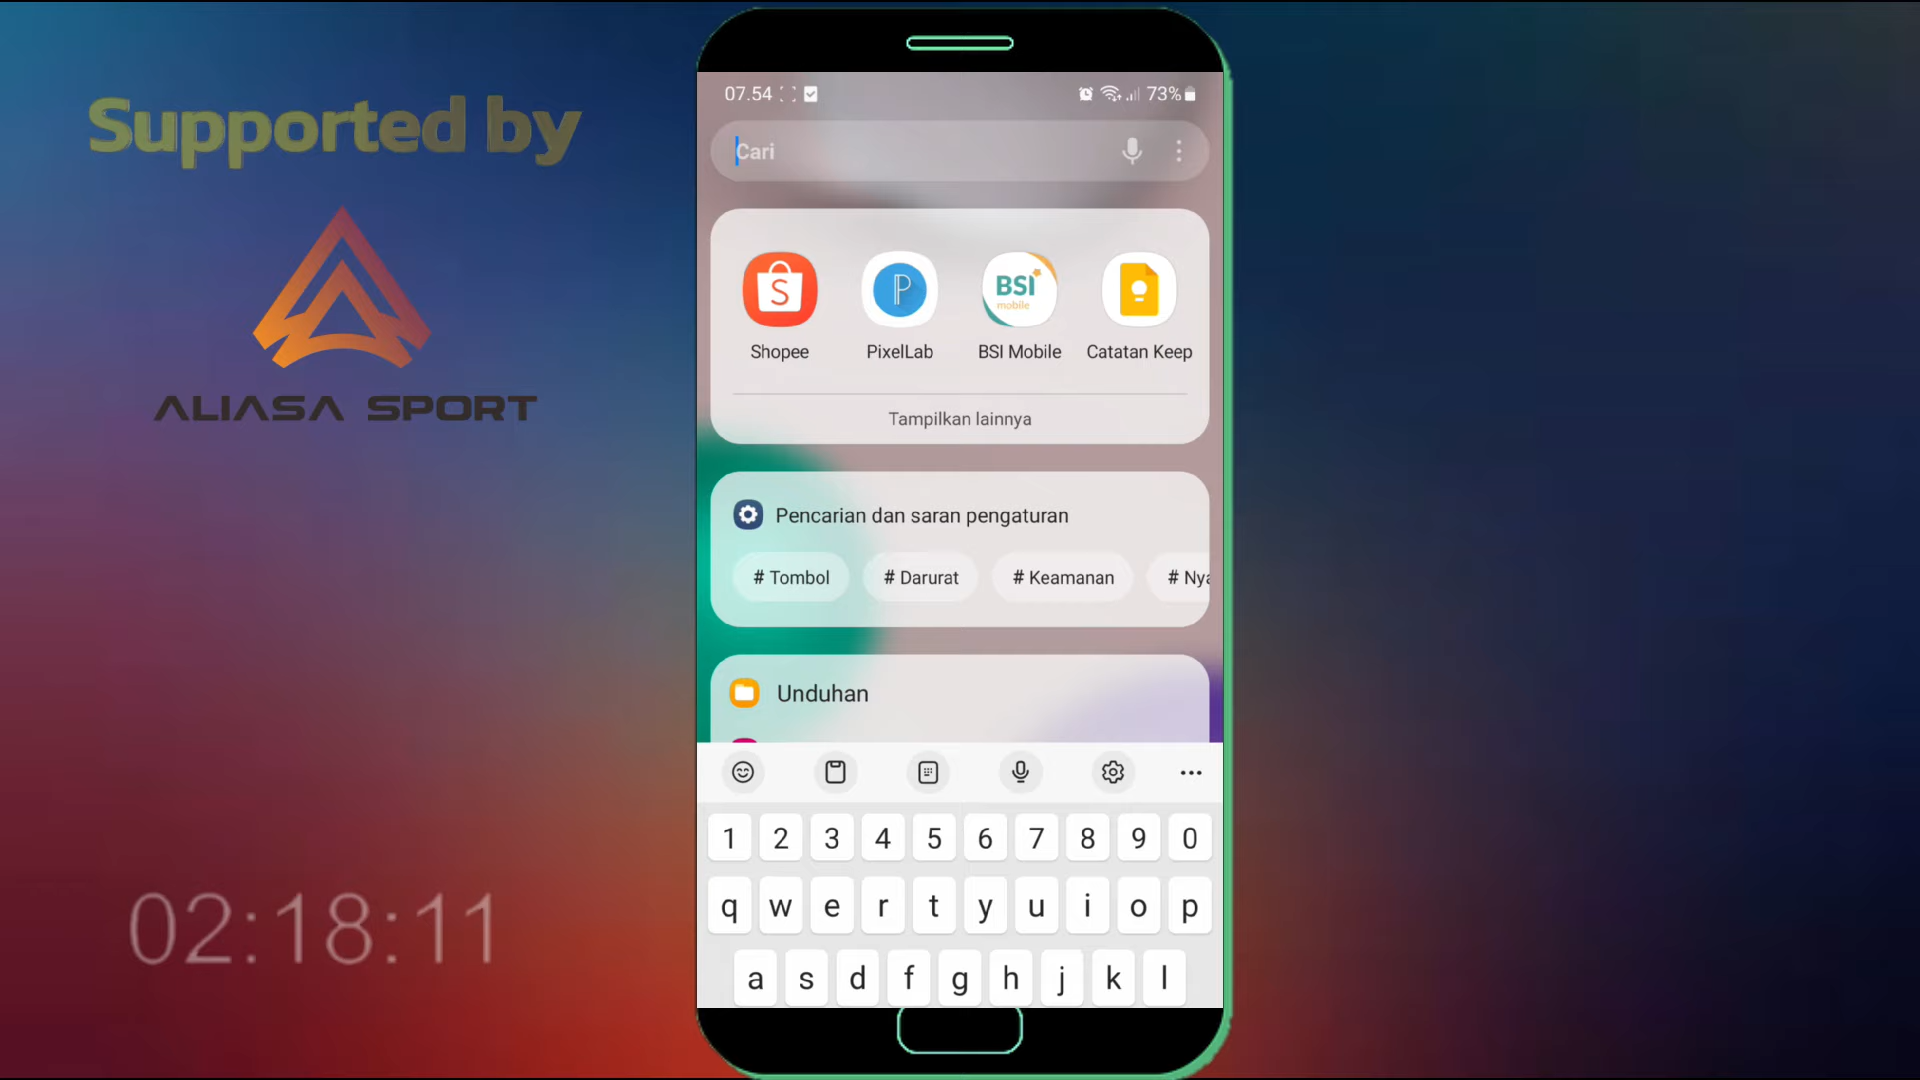 Supported by
ALIASA SPORT
02:18:11
07.54
73%
Cari
S
P
BSI
mobile
Shopee
PixelLab
BSI Mobile
Catatan Keep
Tampilkan lainnya
Pencarian dan saran pengaturan
# Tombol
# Darurat
# Keamanan
# Nya
Unduhan
1 2 3 4 5 6 7 8 9 0
q w e r t y u i o p
a s d f g h j k l